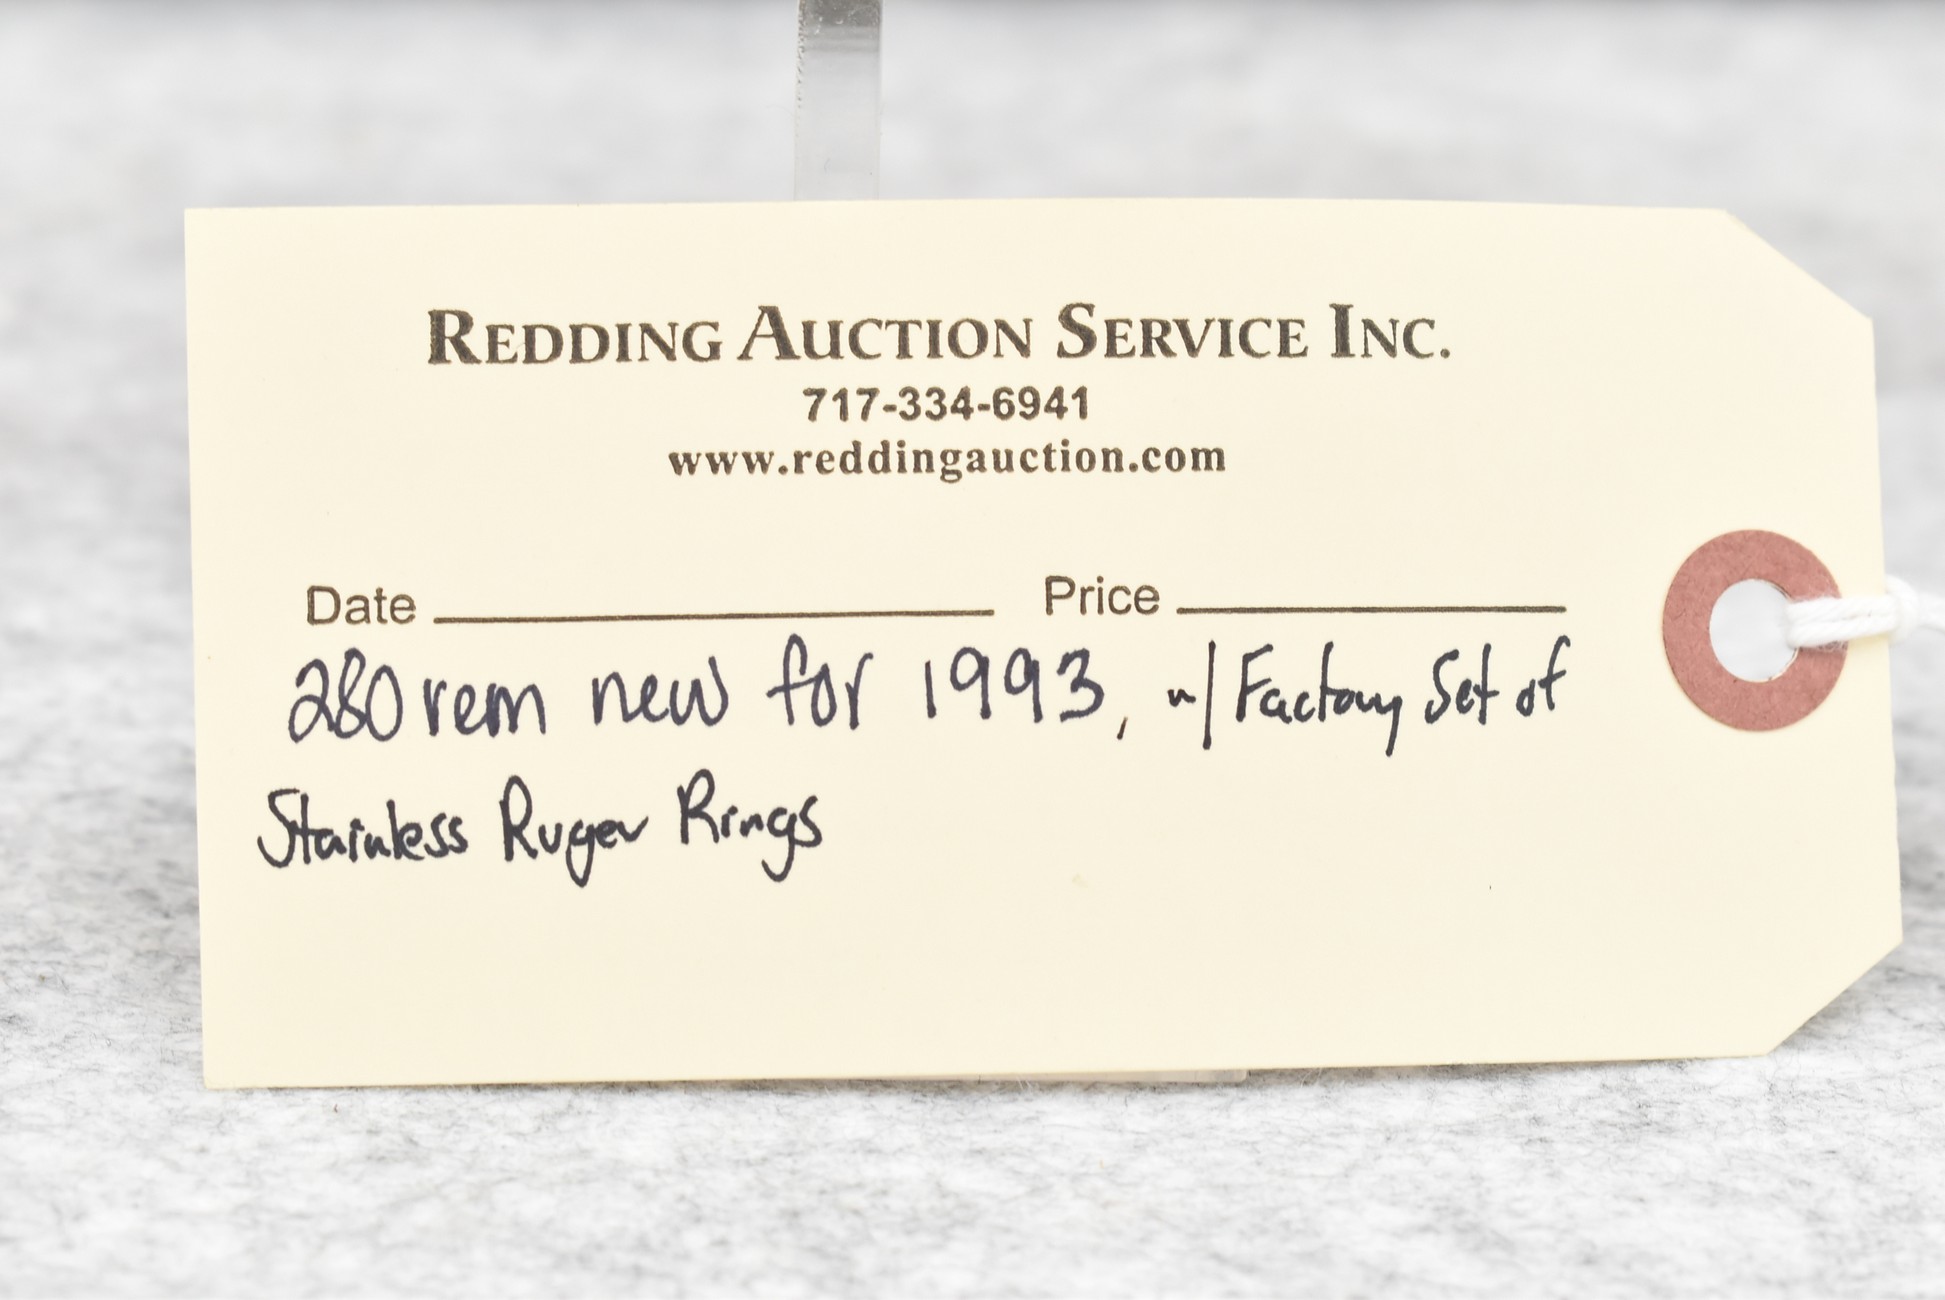 REDDING AUCTION SERVICE INC.
717-334-6941
www.reddingauction.com
Date Price
280 rem new for 1993, w/ Factory Set of
Stainless Ruger Rings